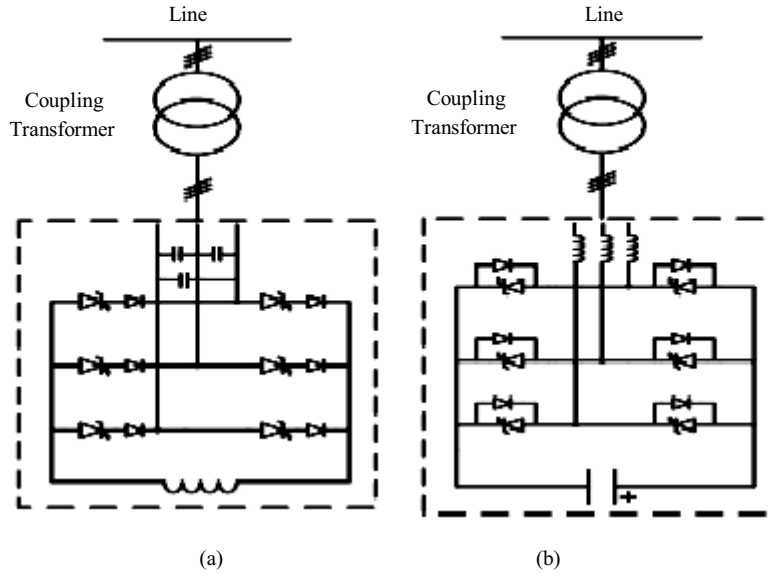 Line
Coupling
Transformer
(a)
Line
Coupling
Transformer
+
(b)